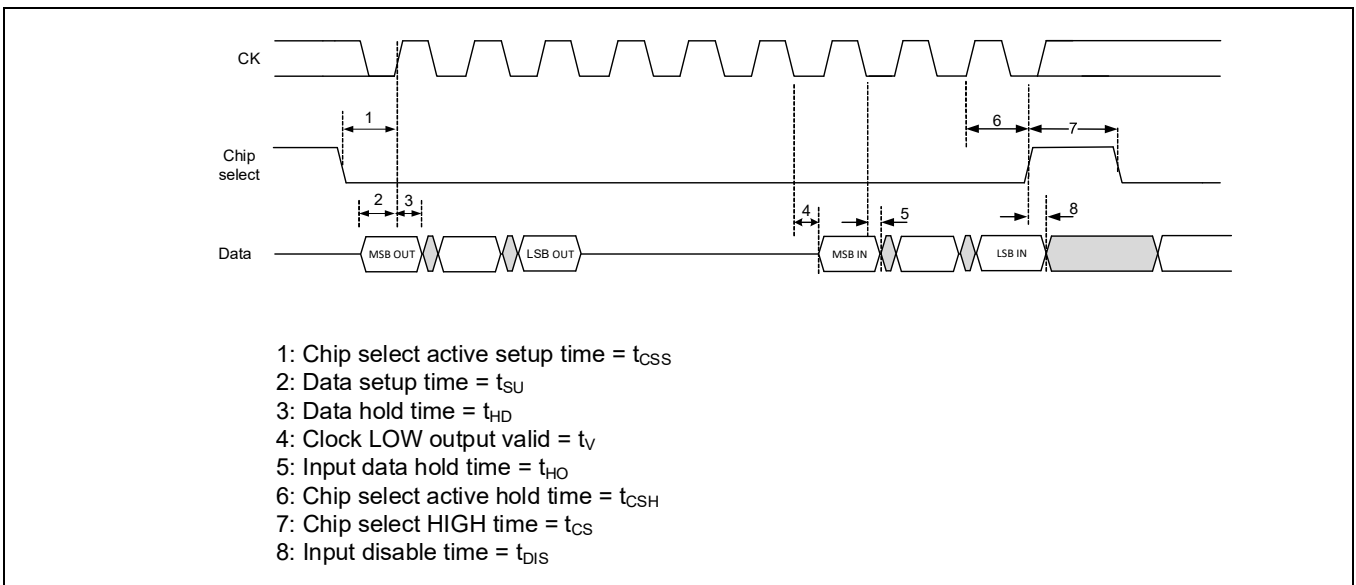 CK
1
6
7
Chip
select
2
3
4
5
8
Data
MSB OUT
LSB OUT
MSB IN
LSB IN
1: Chip select active setup time = tCSS
2: Data setup time = tSU
3: Data hold time = tHD
4: Clock LOW output valid = tV
5: Input data hold time = tHO
6: Chip select active hold time = tCSH
7: Chip select HIGH time = tCS
8: Input disable time = tDIS